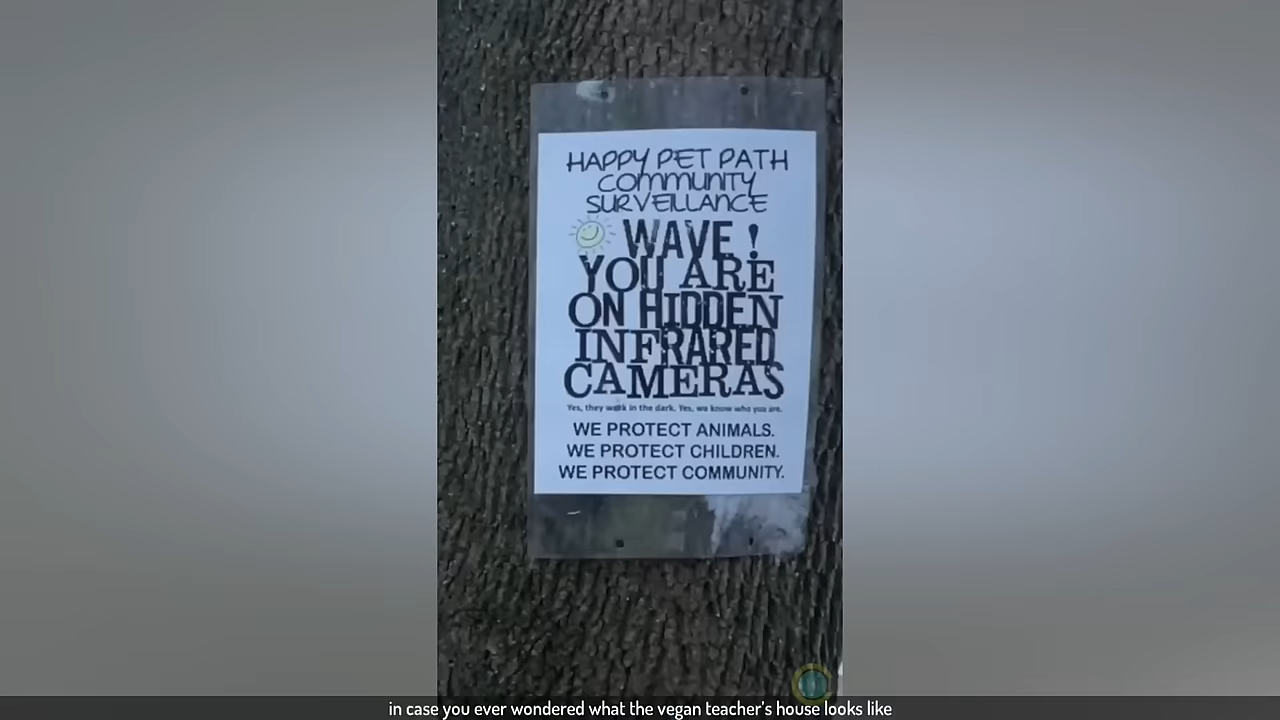 HAPPY PET PATH
COMMUNITY
SURVEILLANCE
WAVE!
YOU ARE
ON HIDDEN
INFRARED
CAMERAS
Yes, they work in the dark. Yes, we know who you are.
WE PROTECT ANIMALS.
WE PROTECT CHILDREN.
WE PROTECT COMMUNITY.
in case you ever wondered what the vegan teacher's house looks like